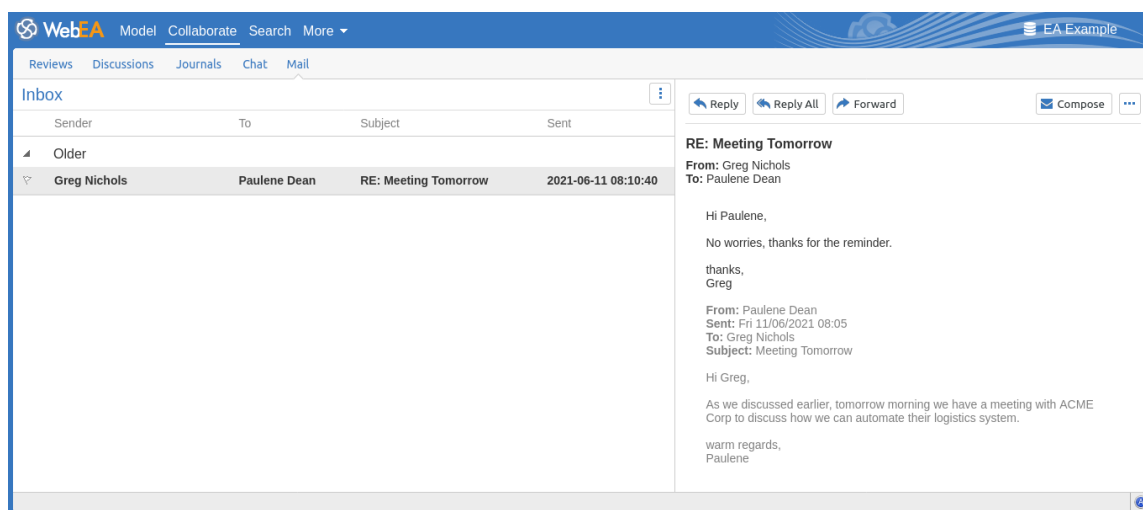 WebEA Model Collaborate Search More EA Example
Reviews Discussions Journals Chat Mail
Inbox
Sender To Subject Sent
Older
Greg Nichols Paulene Dean RE: Meeting Tomorrow 2021-06-11 08:10:40
Reply Reply All Forward Compose
RE: Meeting Tomorrow
From: Greg Nichols
To: Paulene Dean
Hi Paulene,
No worries, thanks for the reminder.
thanks,
Greg
From: Paulene Dean
Sent: Fri 11/06/2021 08:05
To: Greg Nichols
Subject: Meeting Tomorrow
Hi Greg,
As we discussed earlier, tomorrow morning we have a meeting with ACME
Corp to discuss how we can automate their logistics system.
warm regards,
Paulene